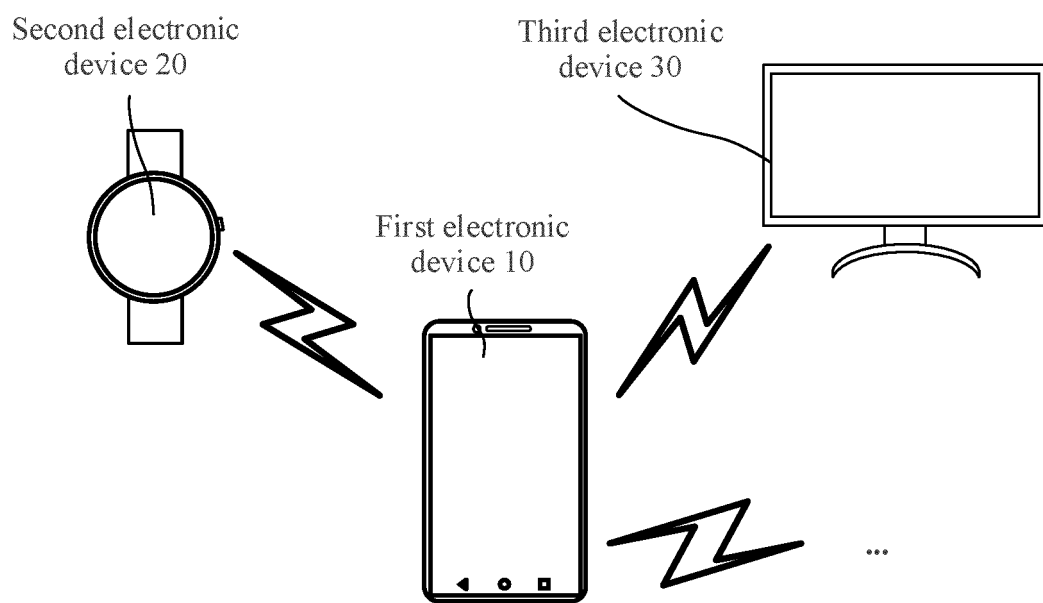 Second electronic
device 20
Third electronic
device 30
First electronic
device 10
...